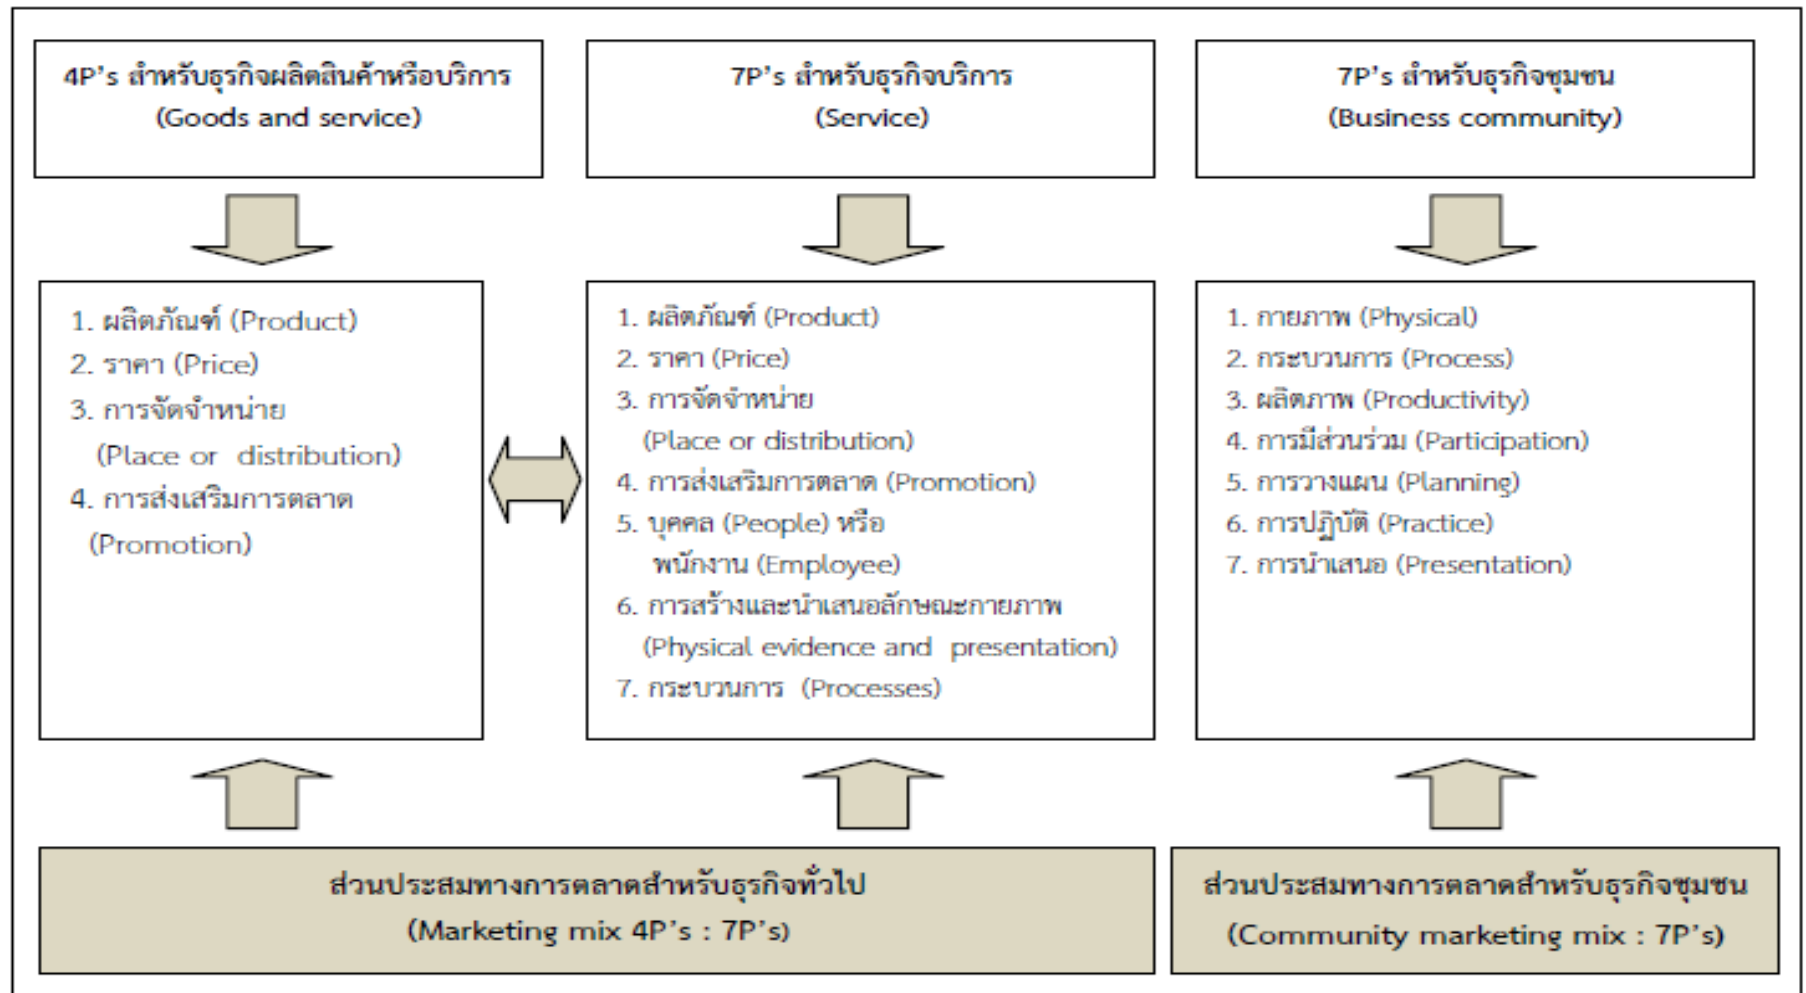 4P's สำหรับธุรกิจผลิตสินค้าหรือบริการ
(Goods and service)
7P's สำหรับธุรกิจบริการ
(Service)
7P's สำหรับธุรกิจชุมชน
(Business community)
1. ผลิตภัณฑ์ (Product)
2. ราคา (Price)
3. การจัดจำหน่าย
(Place or distribution)
4. การส่งเสริมการตลาด
(Promotion)
1. ผลิตภัณฑ์ (Product)
2. ราคา (Price)
3. การจัดจำหน่าย
(Place or distribution)
4. การส่งเสริมการตลาด (Promotion)
5. บุคคล (People) หรือ
พนักงาน (Employee)
6. การสร้างและนำเสนอลักษณะกายภาพ
(Physical evidence and presentation)
7. กระบวนการ (Processes)
1. กายภาพ (Physical)
2. กระบวนการ (Process)
3. ผลิตภาพ (Productivity)
4. การมีส่วนร่วม (Participation)
5. การวางแผน (Planning)
6. การปฏิบัติ (Practice)
7. การนำเสนอ (Presentation)
ส่วนประสมทางการตลาดสำหรับธุรกิจทั่วไป
(Marketing mix 4P's : 7P's)
ส่วนประสมทางการตลาดสำหรับธุรกิจชุมชน
(Community marketing mix : 7P's)